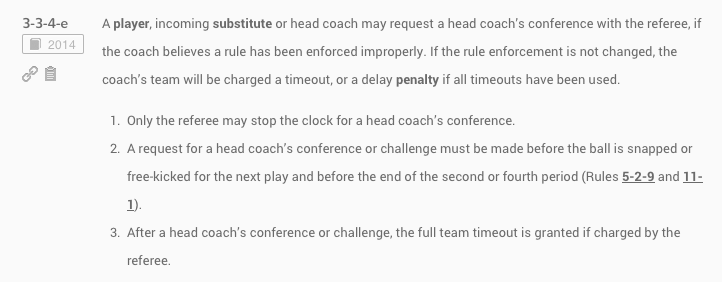 3-3-4-e
2014
A player, incoming substitute or head coach may request a head coach's conference with the referee, if
the coach believes a rule has been enforced improperly. If the rule enforcement is not changed, the
coach's team will be charged a timeout, or a delay penalty if all timeouts have been used.
1. Only the referee may stop the clock for a head coach's conference.
2. A request for a head coach's conference or challenge must be made before the ball is snapped or
free-kicked for the next play and before the end of the second or fourth period (Rules 5-2-9 and 11-
1).
3. After a head coach's conference or challenge, the full team timeout is granted if charged by the
referee.